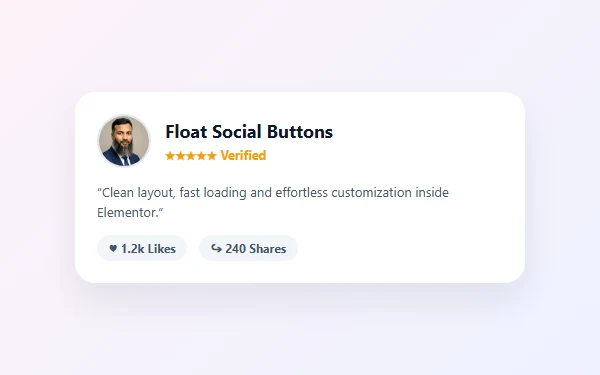 Float Social Buttons
★★★★★ Verified
“Clean layout, fast loading and effortless customization inside
Elementor.”
♥ 1.2k Likes
↪ 240 Shares